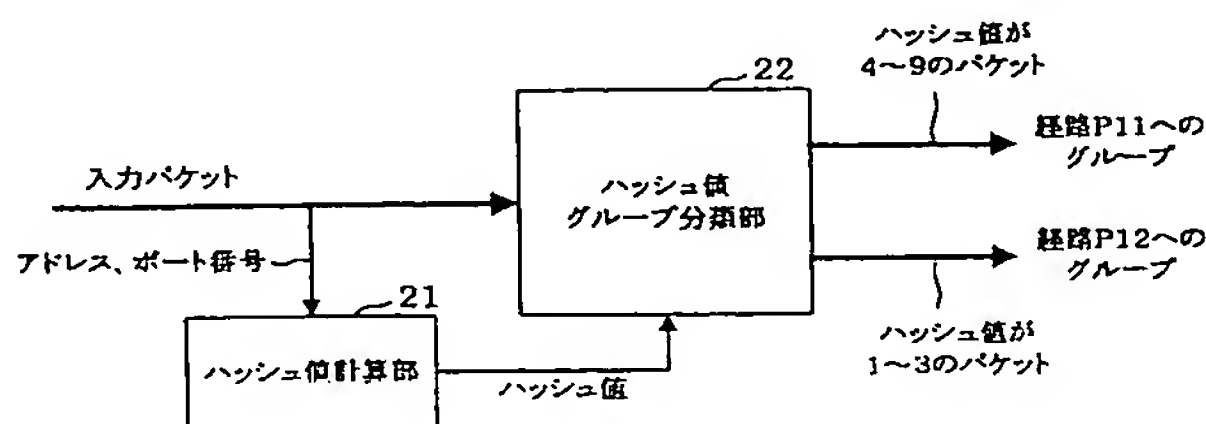 ハッシュ値が
4～9のパケット
22
経路P11への
グループ
入力パケット
ハッシュ値
グループ分類部
経路P12への
グループ
アドレス、ポート番号
21
ハッシュ値が
1～3のパケット
ハッシュ値計算部
ハッシュ値